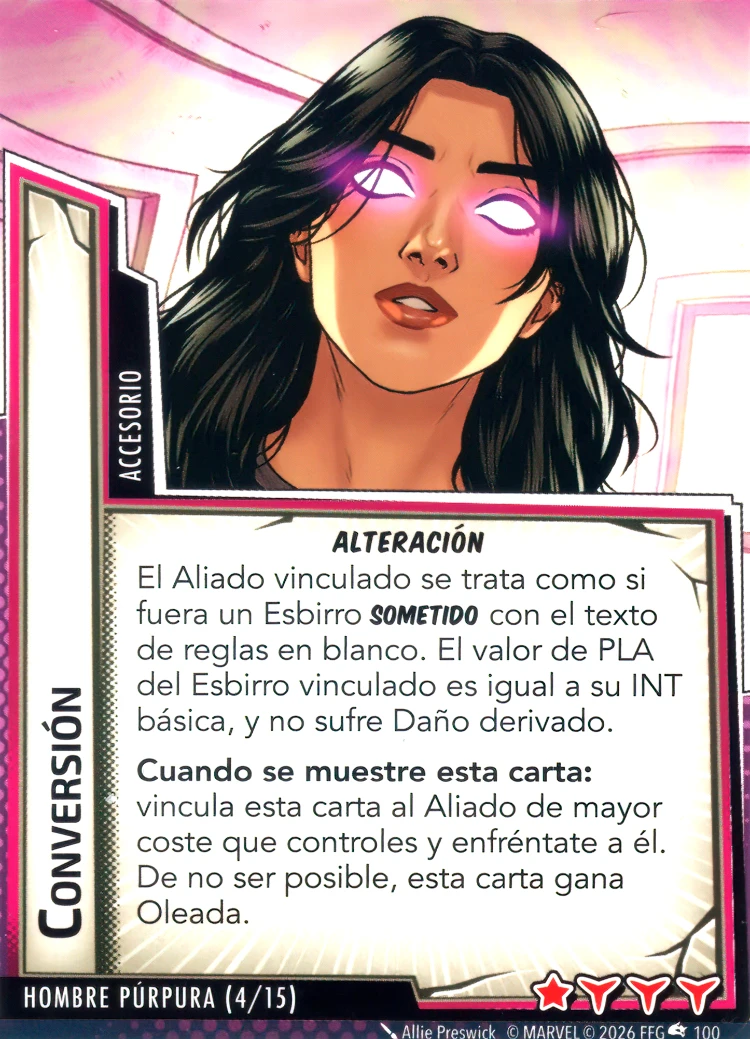 ACCESORIO
CONVERSIÓN
ALTERACIÓN
El Aliado vinculado se trata como si
fuera un Esbirro SOMETIDO con el texto
de reglas en blanco. El valor de PLA
del Esbirro vinculado es igual a su INT
básica, y no sufre Daño derivado.
Cuando se muestre esta carta:
vincula esta carta al Aliado de mayor
coste que controles y enfréntate a él.
De no ser posible, esta carta gana
Oleada.
HOMBRE PÚRPURA (4/15)
Allie Preswick © MARVEL © 2026 FFG 100